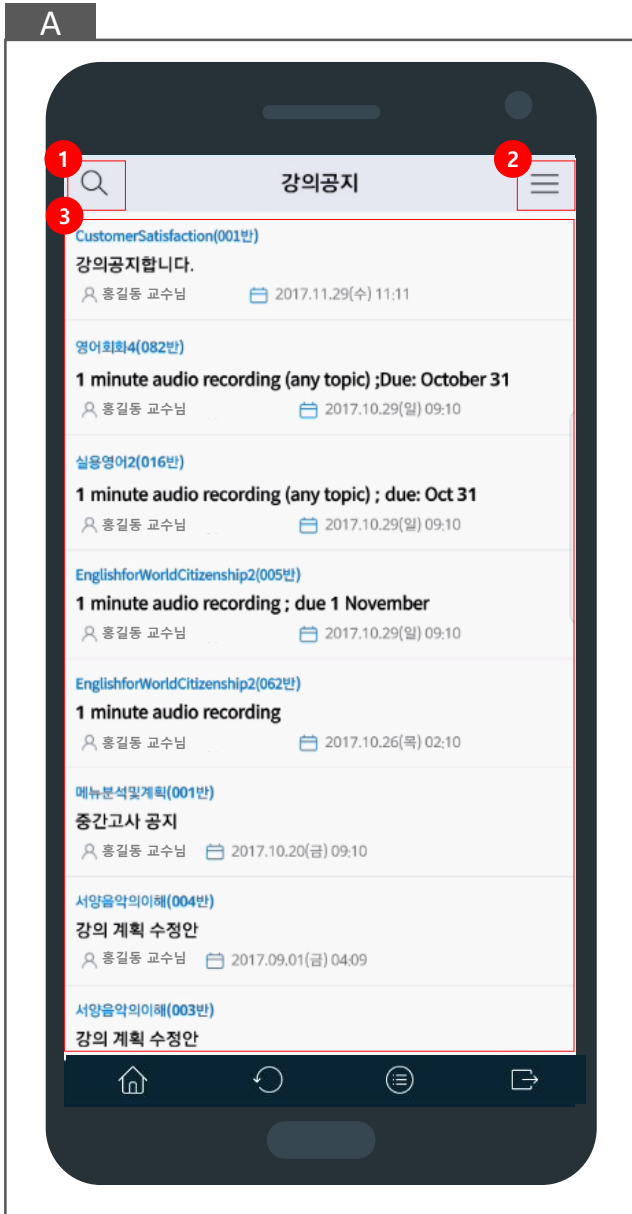 A
1
2
강의공지
3
CustomerSatisfaction(001반)
강의공지합니다.
홍길동 교수님 2017.11.29(수) 11:11
영어회화4(082반)
1 minute audio recording (any topic) ;Due: October 31
홍길동 교수님 2017.10.29(일) 09:10
실용영어2(016반)
1 minute audio recording (any topic) ; due: Oct 31
홍길동 교수님 2017.10.29(일) 09:10
EnglishforWorldCitizenship2(005반)
1 minute audio recording ; due 1 November
홍길동 교수님 2017.10.29(일) 09:10
EnglishforWorldCitizenship2(062반)
1 minute audio recording
홍길동 교수님 2017.10.26(목) 02:10
메뉴분석및계획(001반)
중간고사 공지
홍길동 교수님 2017.10.20(금) 09:10
서양음악의이해(004반)
강의 계획 수정안
홍길동 교수님 2017.09.01(금) 04:09
서양음악의이해(003반)
강의 계획 수정안